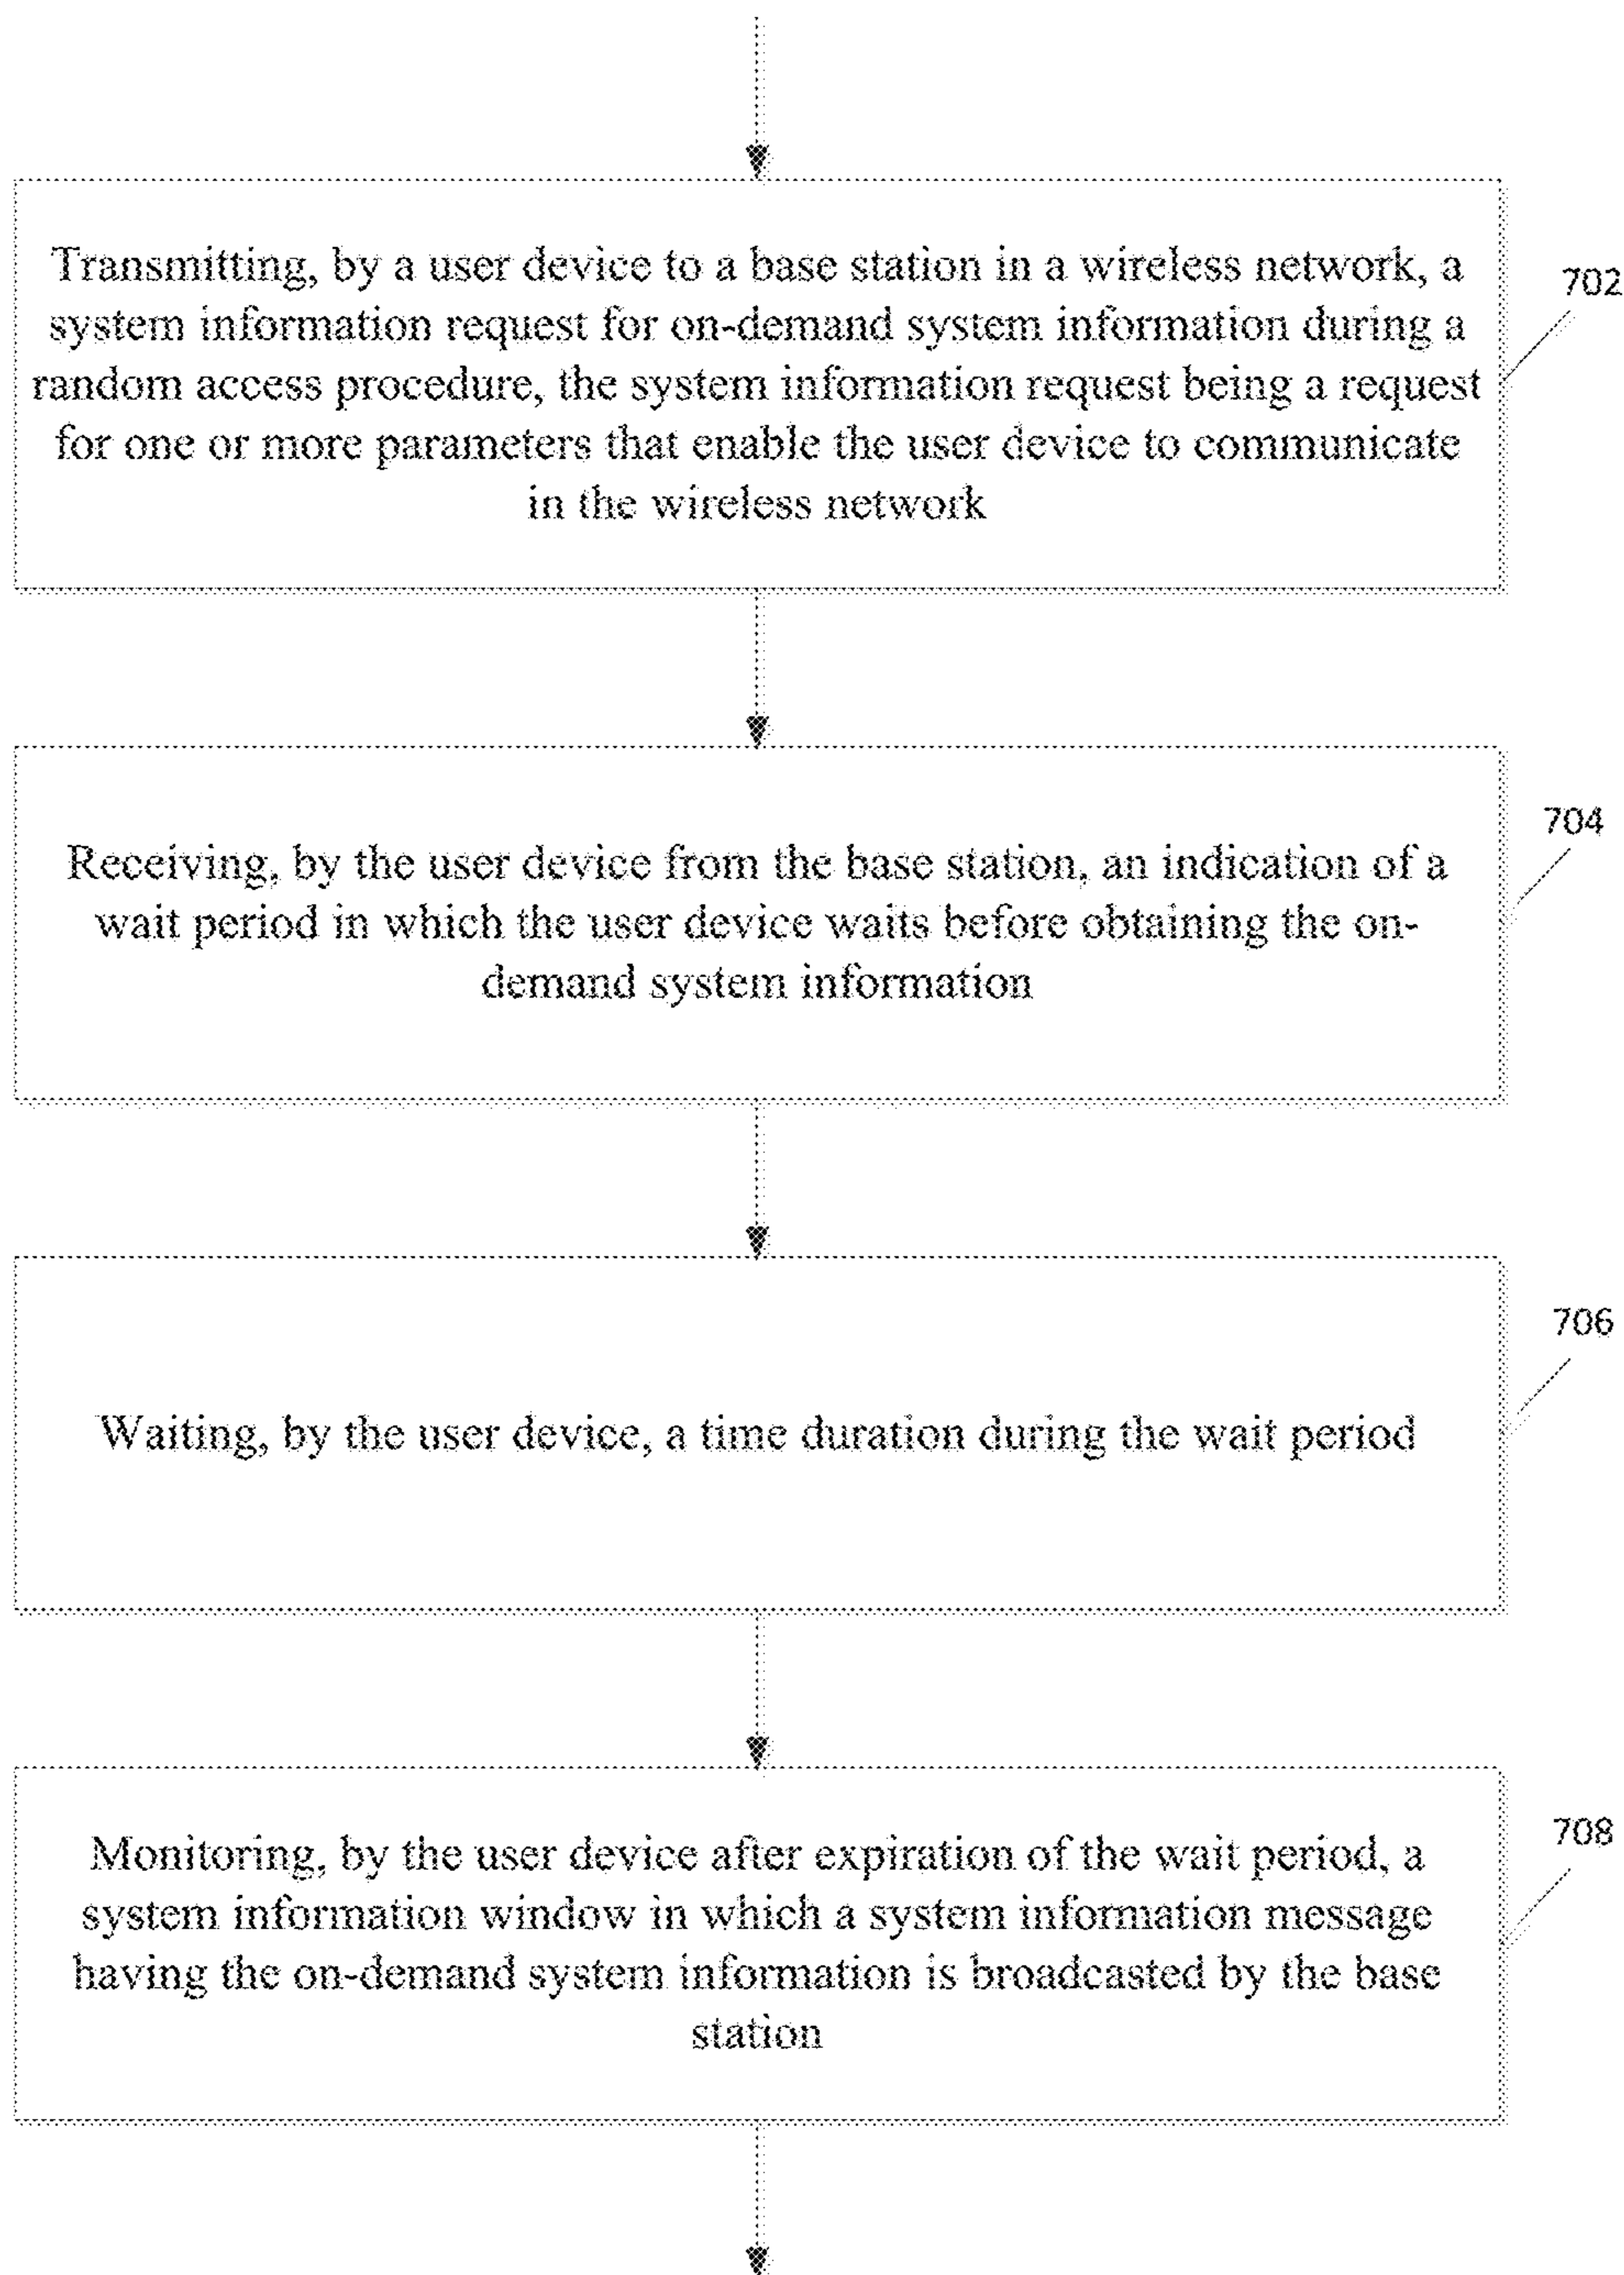 Transmitting, by a user device to a base station in a wireless network, a
system information request for on-demand system information during a
random access procedure, the system information request being a request
for one or more parameters that enable the user device to communicate
in the wireless network
702
Receiving, by the user device from the base station, an indication of a
wait period in which the user device waits before obtaining the on-
demand system information
704
Waiting, by the user device, a time duration during the wait period
706
Monitoring, by the user device after expiration of the wait period, a
system information window in which a system information message
having the on-demand system information is broadcasted by the base
station
708